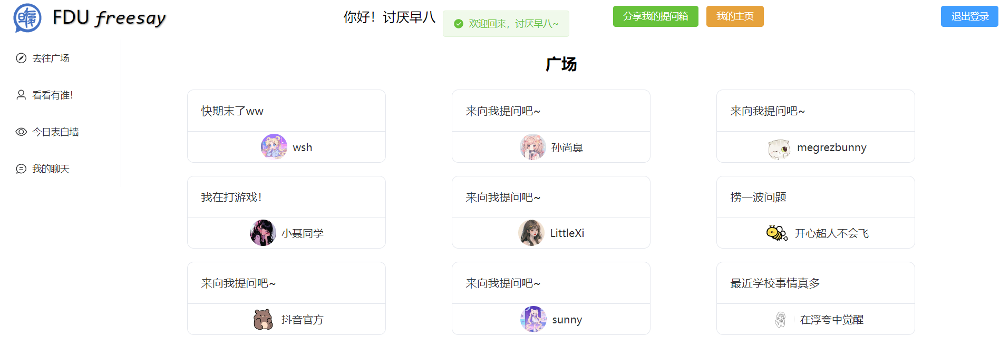 FDU freesay
你好！讨厌早八
欢迎回来，讨厌早八~
分享我的提问箱
我的主页
退出登录
去往广场
看看有谁！
今日表白墙
我的聊天
广场
快期末了ww
wsh
来向我提问吧~
孙尚臭
来向我提问吧~
megrezbunny
我在打游戏！
小聂同学
来向我提问吧~
LittleXi
捞一波问题
开心超人不会飞
来向我提问吧~
抖音官方
来向我提问吧~
sunny
最近学校事情真多
在浮夸中觉醒